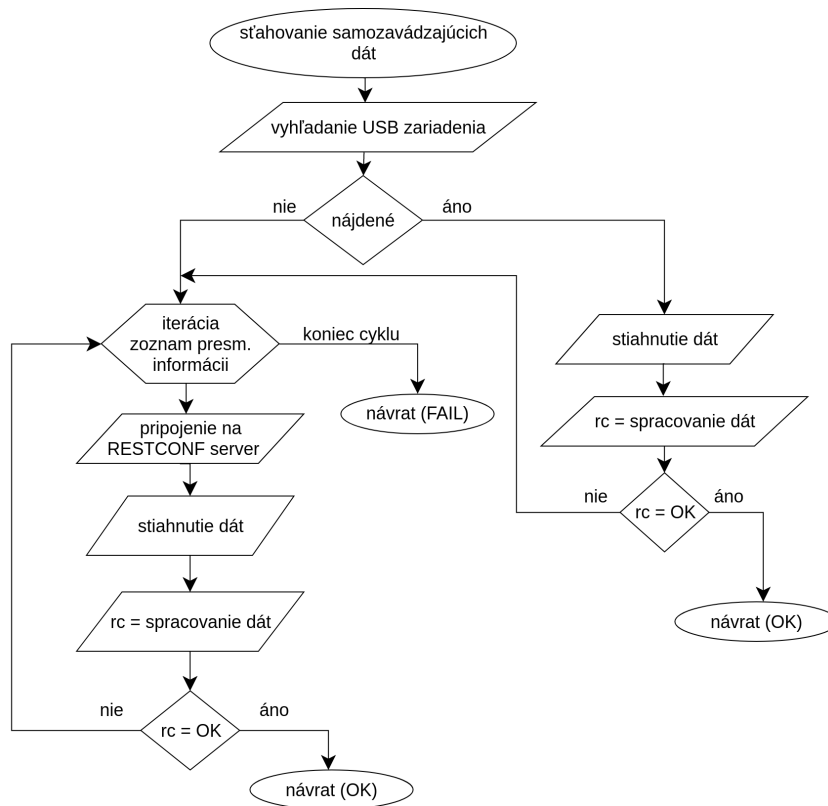 sťahovanie samozavádzajúcich
dát
vyhľadanie USB zariadenia
nie
áno
nájdené
iterácia
zoznam presm.
informácii
koniec cyklu
návrat (FAIL)
pripojenie na
RESTCONF server
stiahnutie dát
rc = spracovanie dát
nie
áno
rc = OK
návrat (OK)
stiahnutie dát
rc = spracovanie dát
nie
áno
rc = OK
návrat (OK)